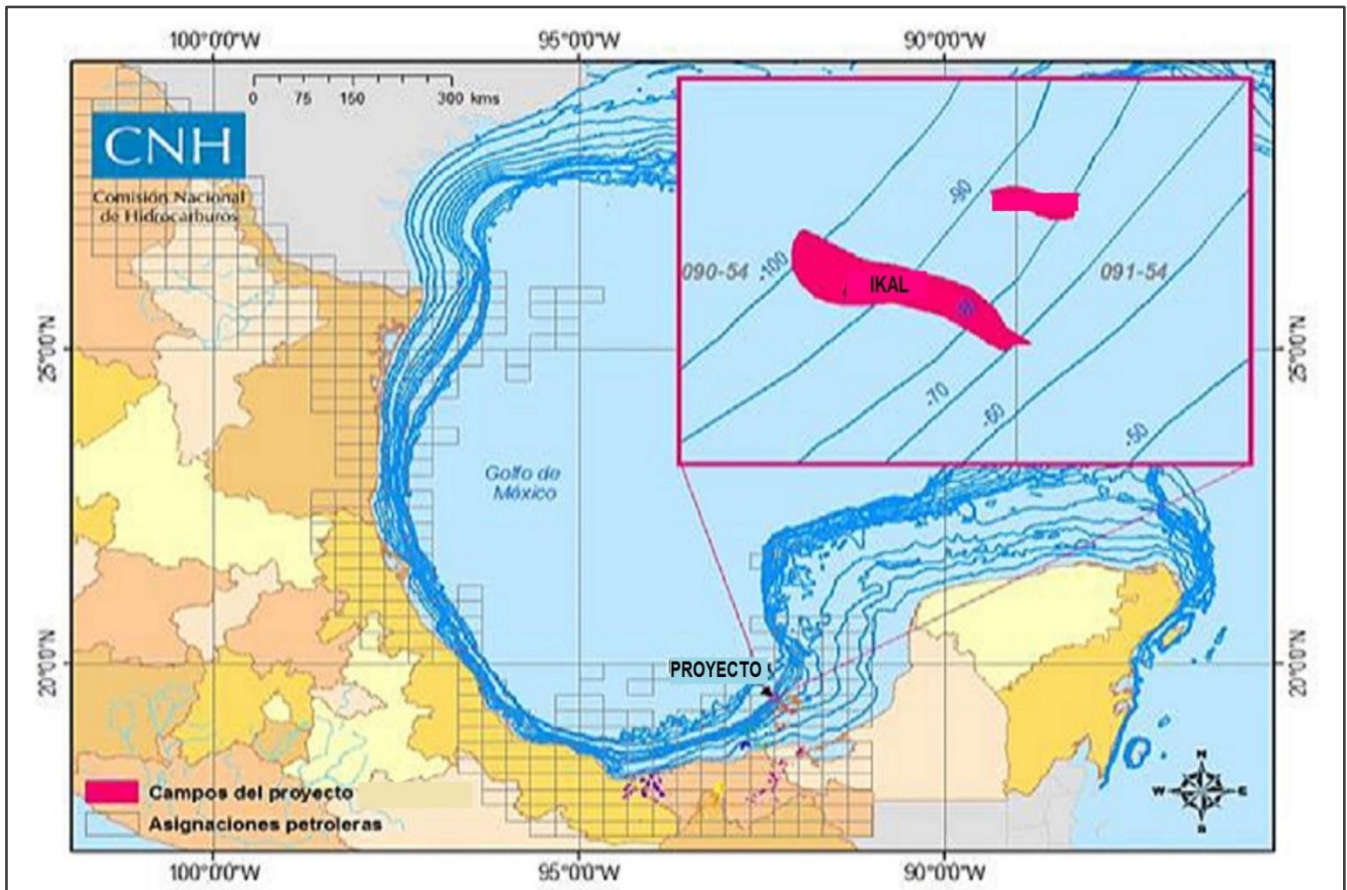 100°0'0"W
95°0'0"W
90°0'0"W
0 75 150 300 kms
CNH
Comisión Nacional
de Hidrocarburos
-90
090-54
-100
IKAL
091-54
25°0'0"N
25°0'0"N
-70
-60
-50
Golfo de
México
PROYECTO
20°0'0"N
20°0'0"N
N
W E
S
Campos del proyecto
Asignaciones petroleras
100°0'0"W
95°0'0"W
90°0'0"W